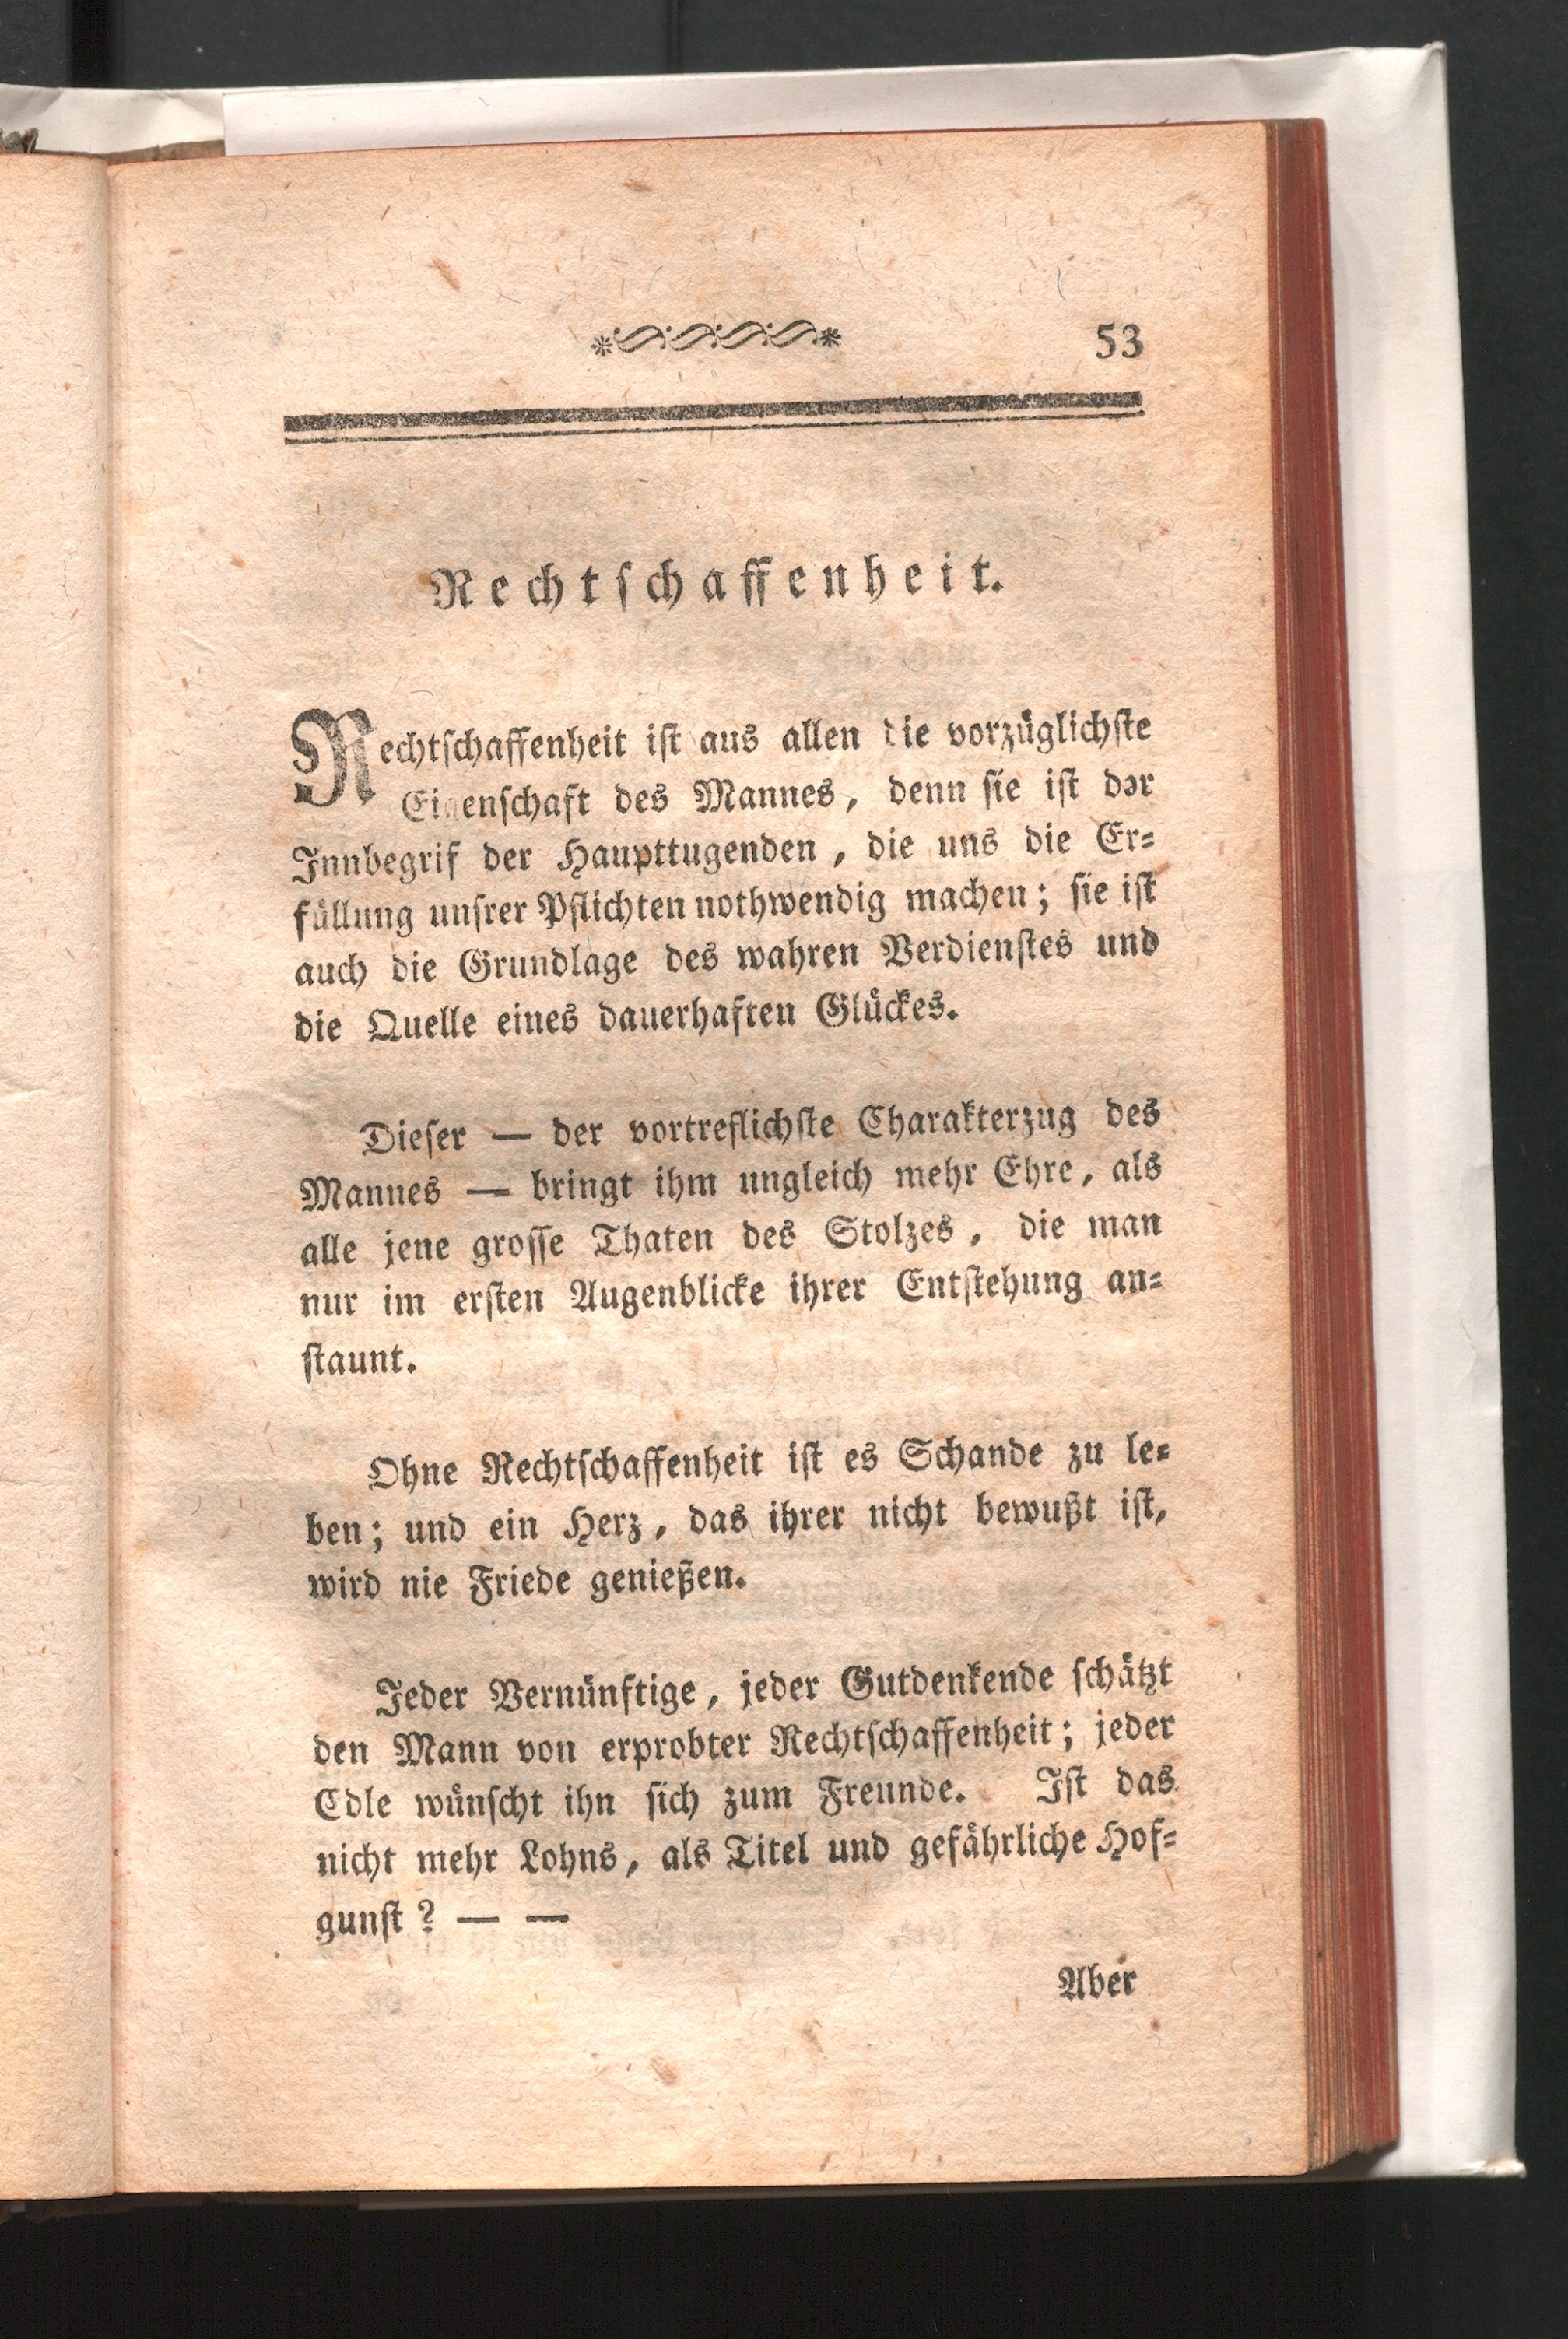 53
Rechtschaffenheit.
Rechtschaffenheit ist aus allen die vorzüglichste
Eigenschaft des Mannes, denn sie ist der
Innbegrif der Haupttugenden, die uns die Er=
füllung unsrer Pflichten nothwendig machen; sie ist
auch die Grundlage des wahren Verdienstes und
die Quelle eines dauerhaften Glückes.
Dieser — der vortreflichste Charakterzug des
Mannes — bringt ihm ungleich mehr Ehre, als
alle jene grosse Thaten des Stolzes, die man
nur im ersten Augenblicke ihrer Entstehung an=
staunt.
Ohne Rechtschaffenheit ist es Schande zu le=
ben; und ein Herz, das ihrer nicht bewußt ist,
wird nie Friede genießen.
Jeder Vernünftige, jeder Gutdenkende schätzt
den Mann von erprobter Rechtschaffenheit; jeder
Edle wünscht ihn sich zum Freunde. Ist das
nicht mehr Lohns, als Titel und gefährliche Hof=
gunst? — —
Aber